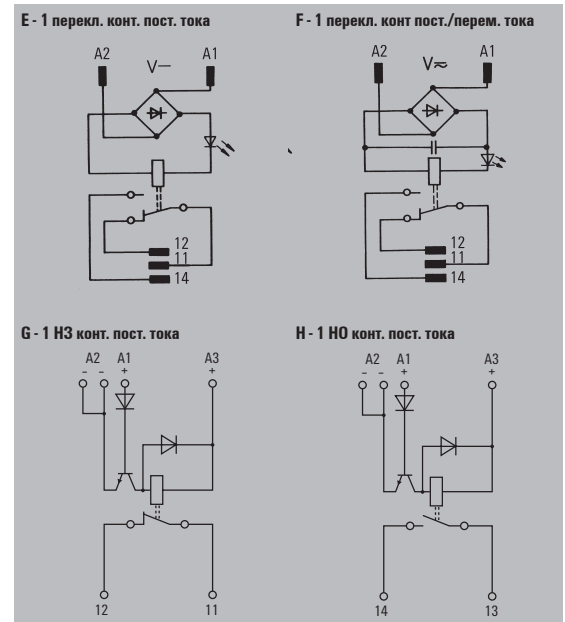 E - 1 перекл. конт. пост. тока
A2 V— A1
12
11
14
F - 1 перекл. конт пост./перем. тока
A2 V≂ A1
12
11
14
G - 1 НЗ конт. пост. тока
A2 A1 A3
– – + +
12 11
H - 1 НО конт. пост. тока
A2 A1 A3
– – + +
14 13